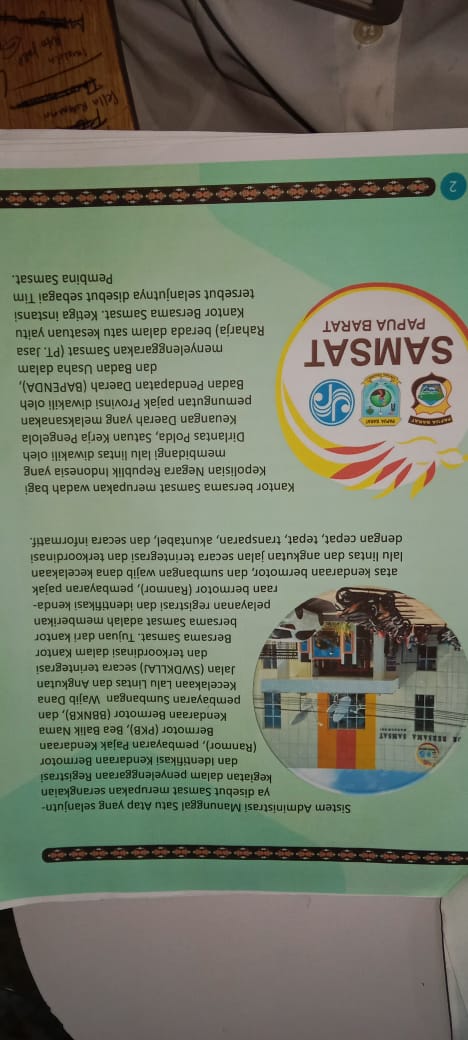 Sistem Administrasi Manunggal Satu Atap yang selanjutn-
ya disebut Samsat merupakan serangkaian
kegiatan dalam penyelenggaraan Registrasi
dan Identifikasi Kendaraan Bermotor
(Ranmor), pembayaran Pajak Kendaraan
Bermotor (PKB), Bea Balik Nama
Kendaraan Bermotor (BBNKB), dan
pembayaran Sumbangan Wajib Dana
Kecelakaan Lalu Lintas dan Angkutan
Jalan (SWDKLLAJ) secara terintegrasi
dan terkoordinasi dalam Kantor
Bersama Samsat. Tujuan dari kantor
bersama Samsat adalah memberikan
pelayanan registrasi dan identifikasi kenda-
raan bermotor (Ranmor), pembayaran pajak
atas kendaraan bermotor, dan sumbangan wajib dana kecelakaan
lalu lintas dan angkutan jalan secara terintegrasi dan terkoordinasi
dengan cepat, tepat, transparan, akuntabel, dan secara informatif.
BERSAMA SAMSAT
Kantor bersama Samsat merupakan wadah bagi
Kepolisian Negara Republik Indonesia yang
membidangi lalu lintas diwakili oleh
Dirlantas Polda, Satuan Kerja Pengelola
Keuangan Daerah yang melaksanakan
pemungutan pajak Provinsi diwakili oleh
Badan Pendapatan Daerah (BAPENDA),
dan Badan Usaha dalam
menyelenggarakan Samsat (PT. Jasa
Raharja) berada dalam satu kesatuan yaitu
Kantor Bersama Samsat. Ketiga instansi
tersebut selanjutnya disebut sebagai Tim
Pembina Samsat.
PAPUA BARAT
PAPUA BARAT
SAMSAT
PAPUA BARAT
2